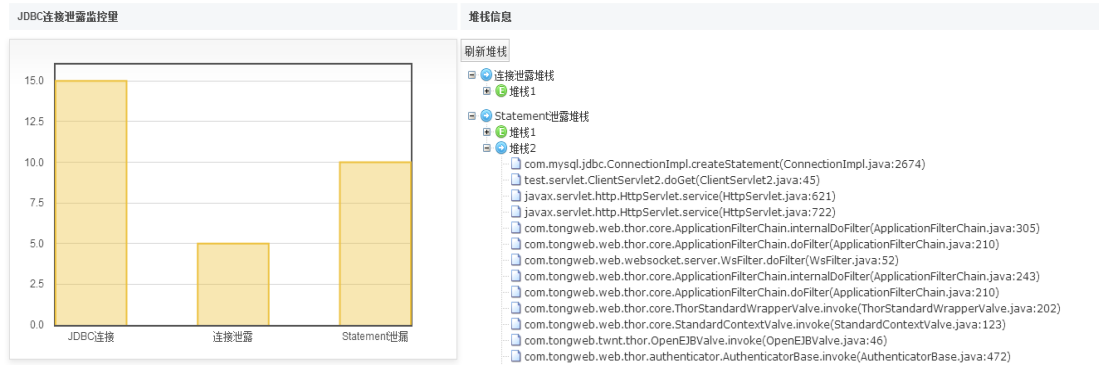 JDBC连接泄露监控量
15.0
12.5
10.0
7.5
5.0
2.5
0.0
JDBC连接 连接泄露 Statement泄漏
堆栈信息
刷新堆栈
连接泄露堆栈
堆栈1
Statement泄露堆栈
堆栈1
堆栈2
com.mysql.jdbc.ConnectionImpl.createStatement(ConnectionImpl.java:2674)
test.servlet.ClientServlet2.doGet(ClientServlet2.java:45)
javax.servlet.http.HttpServlet.service(HttpServlet.java:621)
javax.servlet.http.HttpServlet.service(HttpServlet.java:722)
com.tongweb.web.thor.core.ApplicationFilterChain.internalDoFilter(ApplicationFilterChain.java:305)
com.tongweb.web.thor.core.ApplicationFilterChain.doFilter(ApplicationFilterChain.java:210)
com.tongweb.web.websocket.server.WsFilter.doFilter(WsFilter.java:52)
com.tongweb.web.thor.core.ApplicationFilterChain.internalDoFilter(ApplicationFilterChain.java:243)
com.tongweb.web.thor.core.ApplicationFilterChain.doFilter(ApplicationFilterChain.java:210)
com.tongweb.web.thor.core.ThorStandardWrapperValve.invoke(ThorStandardWrapperValve.java:202)
com.tongweb.web.thor.core.StandardContextValve.invoke(StandardContextValve.java:123)
com.tongweb.twnt.thor.OpenEJBValve.invoke(OpenEJBValve.java:46)
com.tongweb.web.thor.authenticator.AuthenticatorBase.invoke(AuthenticatorBase.java:472)